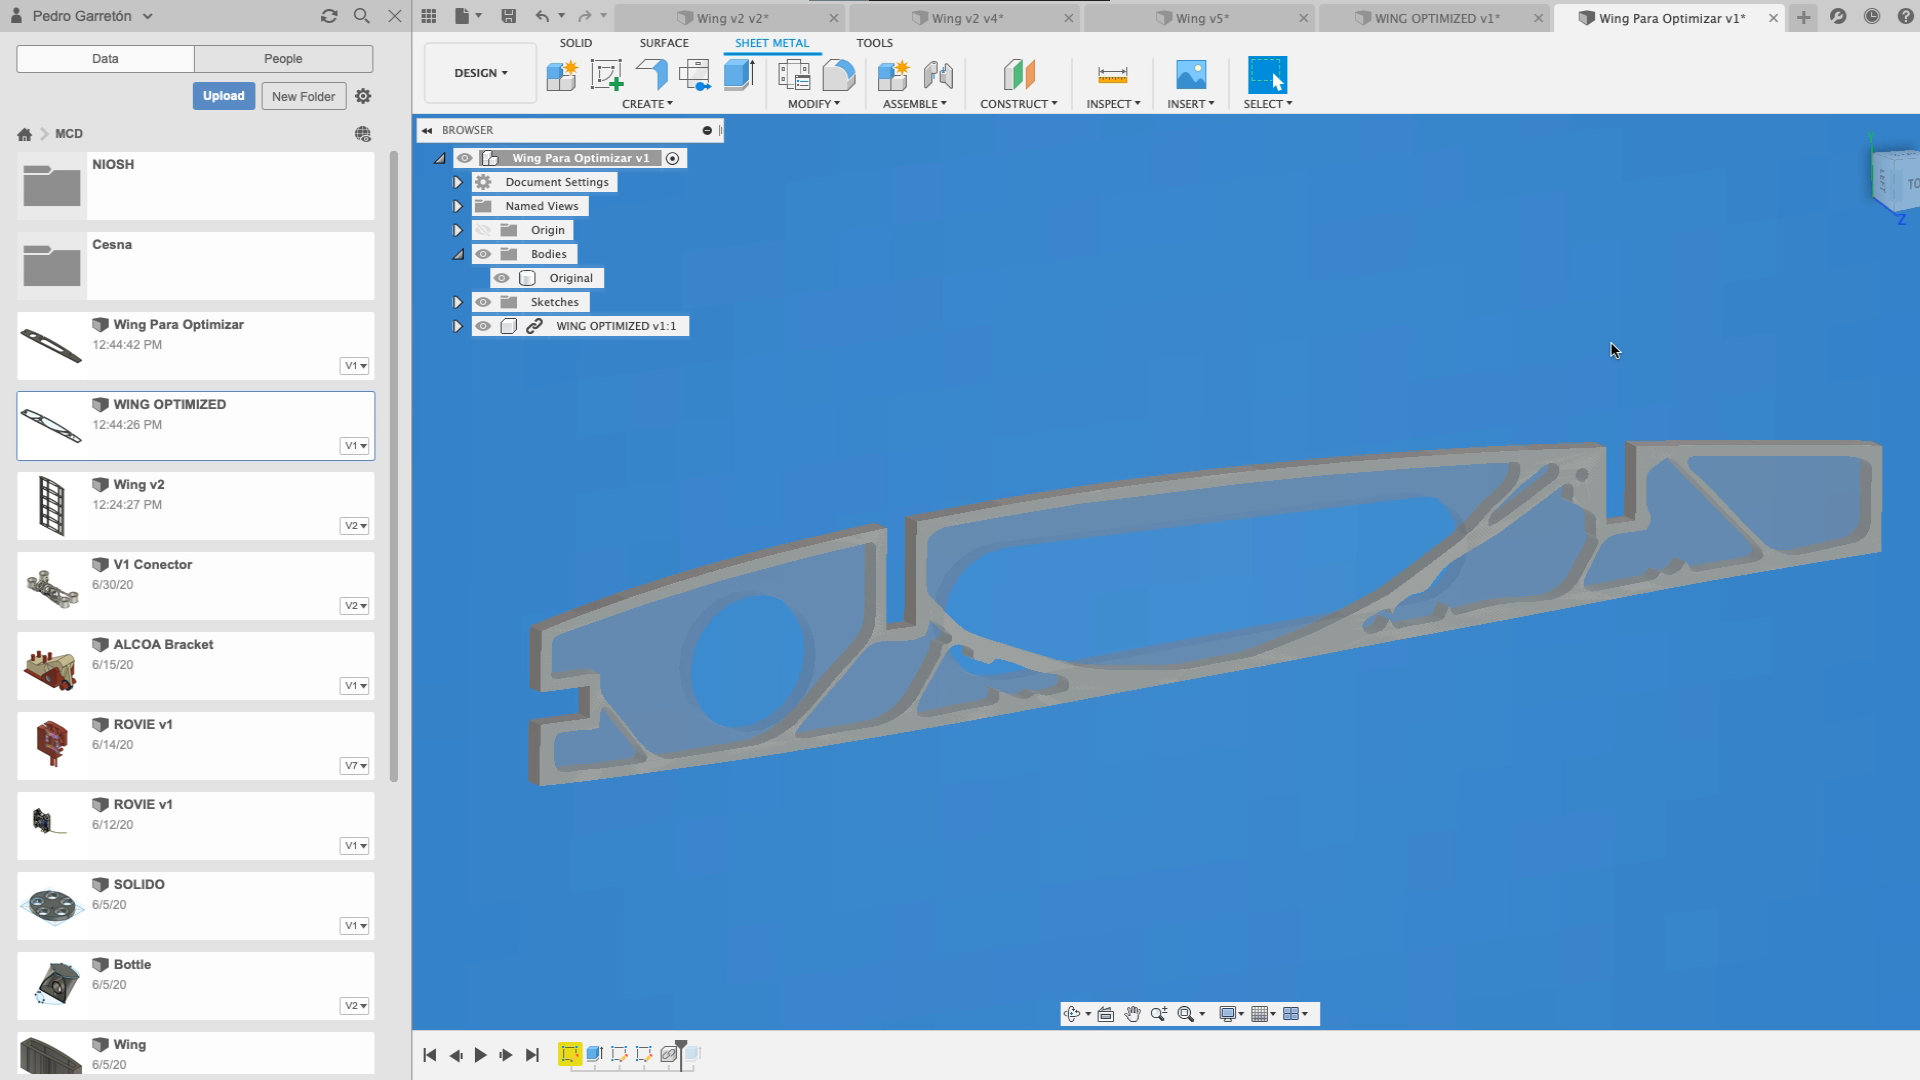 Pedro Garretón
Data
People
Upload
New Folder
MCD
NIOSH
Cesna
Wing Para Optimizar
12:44:42 PM
V1
WING OPTIMIZED
12:44:26 PM
V1
Wing v2
12:24:27 PM
V2
V1 Conector
6/30/20
V2
ALCOA Bracket
6/15/20
V1
ROVIE v1
6/14/20
V7
ROVIE v1
6/12/20
V1
SOLIDO
6/5/20
V1
Bottle
6/5/20
V2
Wing
6/5/20
Wing v2 v2*
Wing v2 v4*
Wing v5*
WING OPTIMIZED v1*
Wing Para Optimizar v1*
SOLID
SURFACE
SHEET METAL
TOOLS
DESIGN
CREATE
MODIFY
ASSEMBLE
CONSTRUCT
INSPECT
INSERT
SELECT
BROWSER
Wing Para Optimizar v1
Document Settings
Named Views
Origin
Bodies
Original
Sketches
WING OPTIMIZED v1:1
Y
LEFT
TO
Z